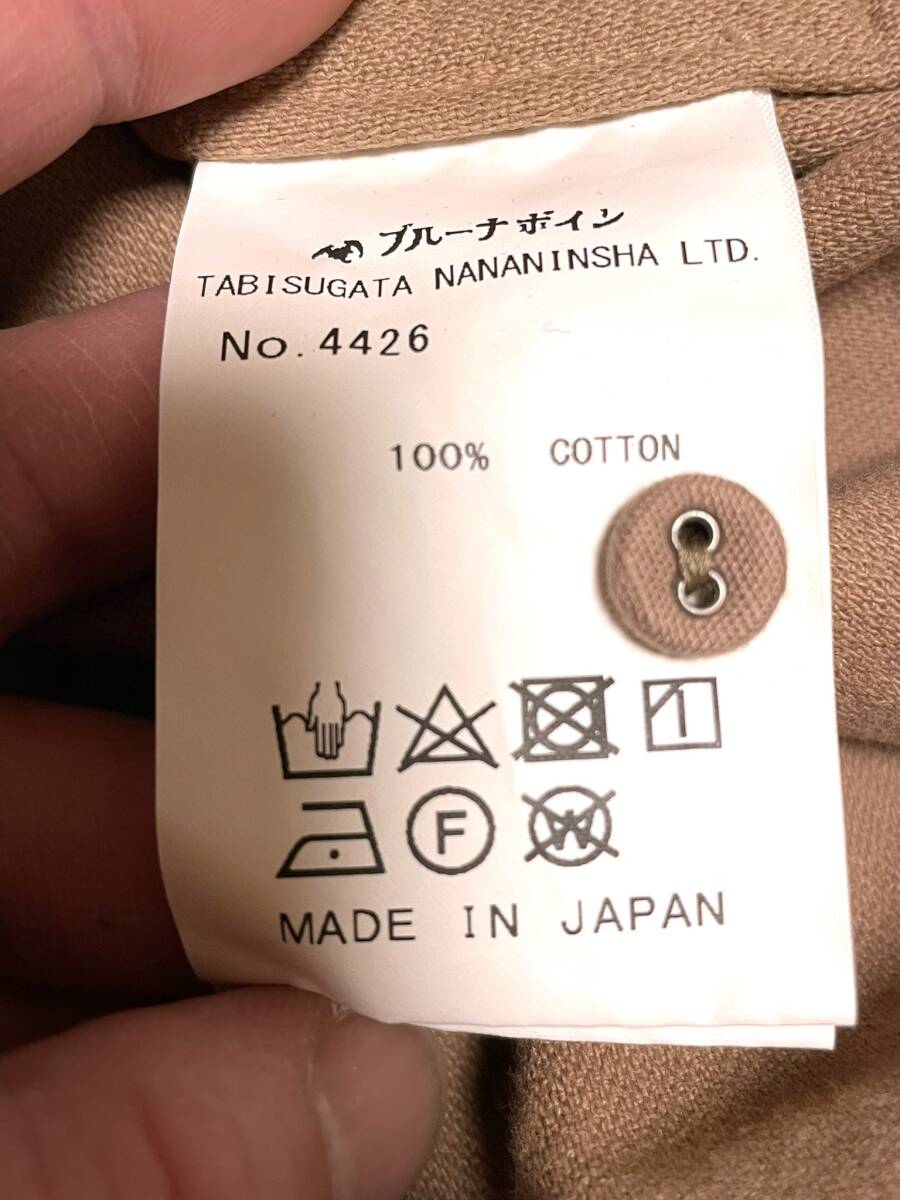 ブルーナボイン
TABISUGATA NANANINSHA LTD.
No.4426
100% COTTON
F
W
MADE IN JAPAN